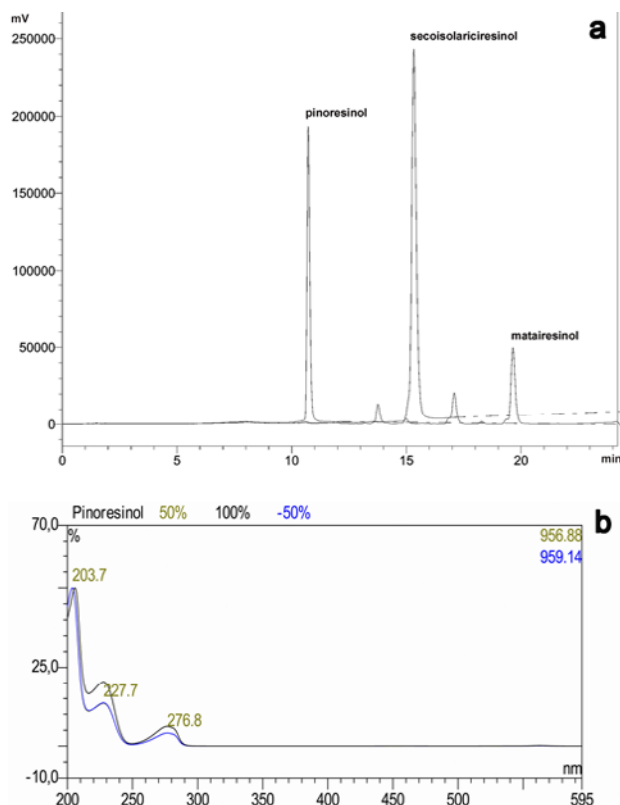 mV
a
250000
secoisolariciresinol
200000
pinoresinol
150000
100000
matairesinol
50000
0
0 5 10 15 20 min
b
Pinoresinol 50% 100% -50%
70,0
% 956.88
959.14
203.7
25,0
227.7
276.8
-10,0 nm
200 250 300 350 400 450 500 595